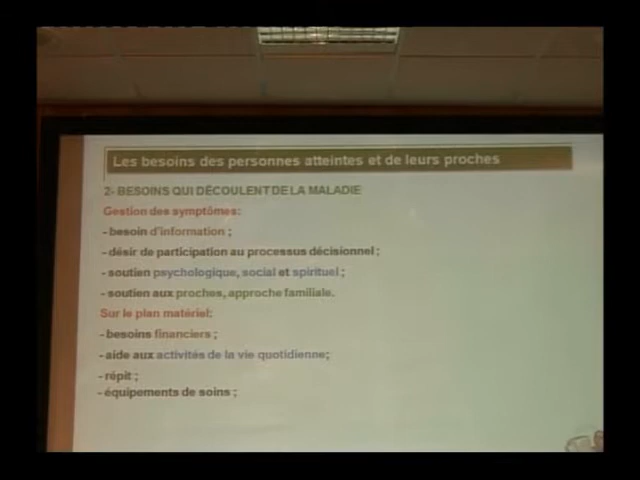 Les besoins des personnes atteintes et de leurs proches
2- BESOINS QUI DÉCOULENT DE LA MALADIE
Gestion des symptômes:
- besoin d'information ;
- désir de participation au processus décisionnel ;
- soutien psychologique, social et spirituel ;
- soutien aux proches, approche familiale.
Sur le plan matériel:
- besoins financiers ;
- aide aux activités de la vie quotidienne;
- répit ;
- équipements de soins ;